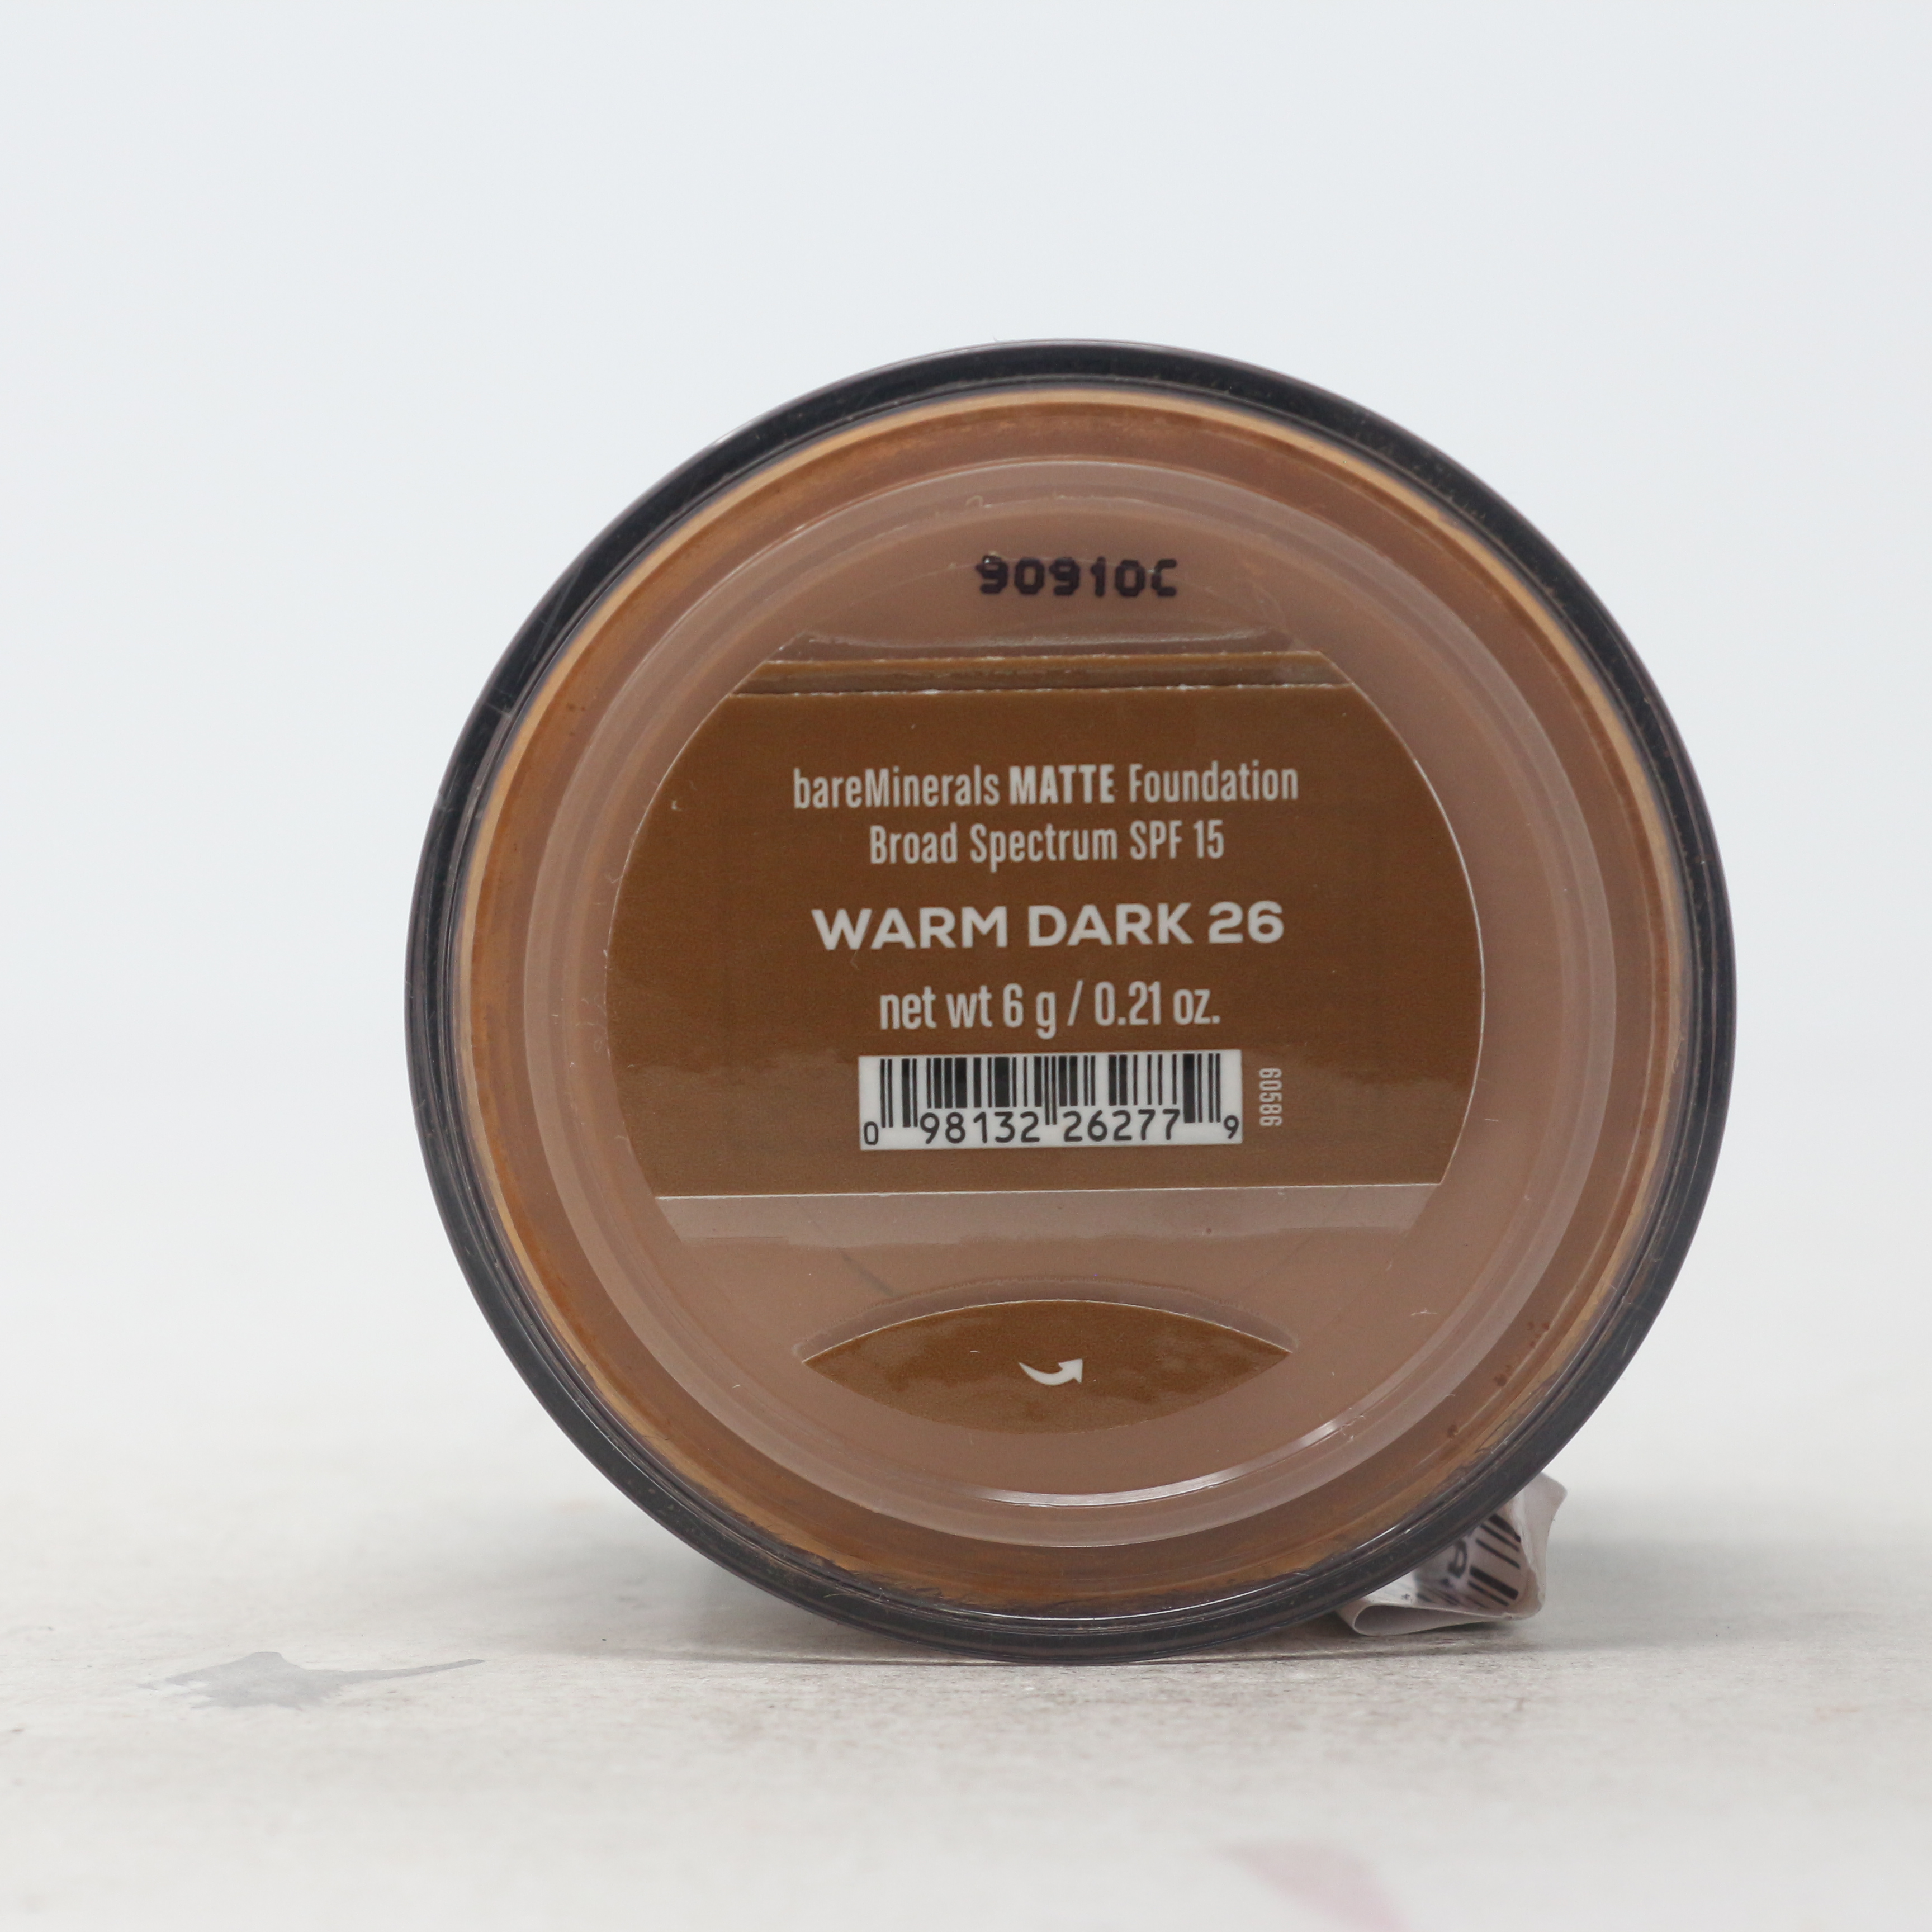 90910C
bareMinerals MATTE Foundation
Broad Spectrum SPF 15
WARM DARK 26
net wt 6 g / 0.21 oz.
0 98132 26277 9
60586